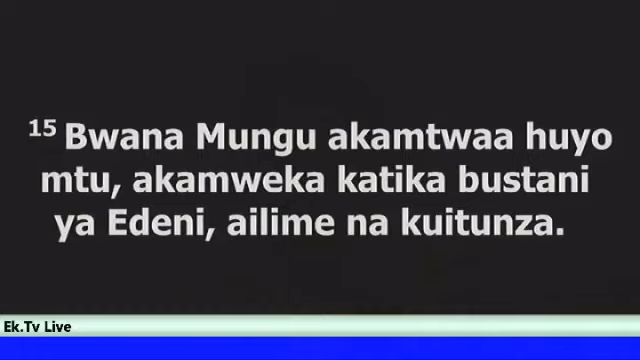 15 Bwana Mungu akamtwaa huyo
mtu, akamweka katika bustani
ya Edeni, ailime na kuitunza.
Ek.Tv Live